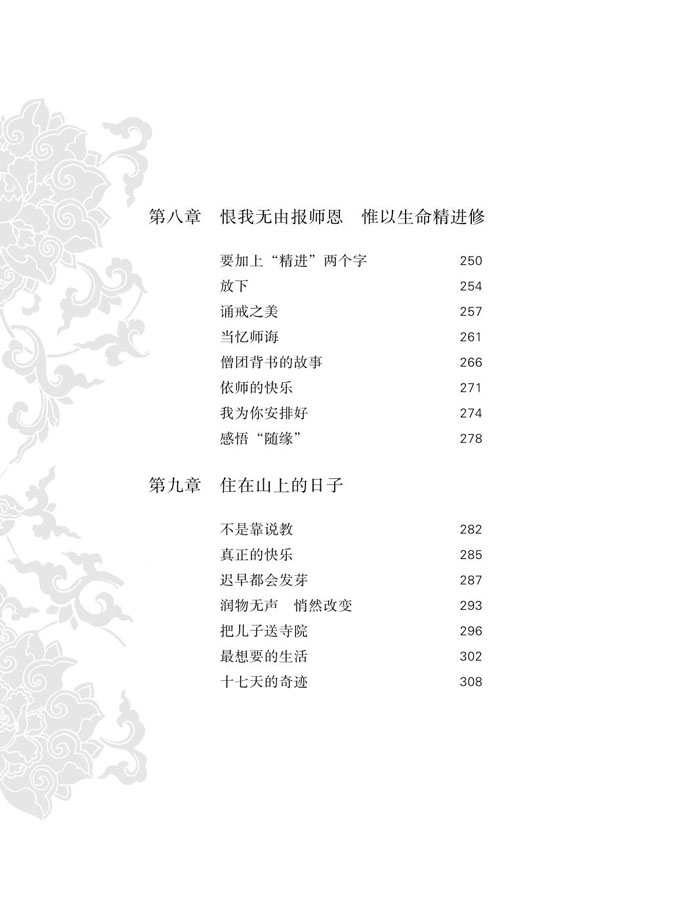 第八章　恨我无由报师恩　惟以生命精进修
要加上“精进”两个字 250
放下 254
诵戒之美 257
当忆师诲 261
僧团背书的故事 266
依师的快乐 271
我为你安排好 274
感悟“随缘” 278
第九章　住在山上的日子
不是靠说教 282
真正的快乐 285
迟早都会发芽 287
润物无声　悄然改变 293
把儿子送寺院 296
最想要的生活 302
十七天的奇迹 308